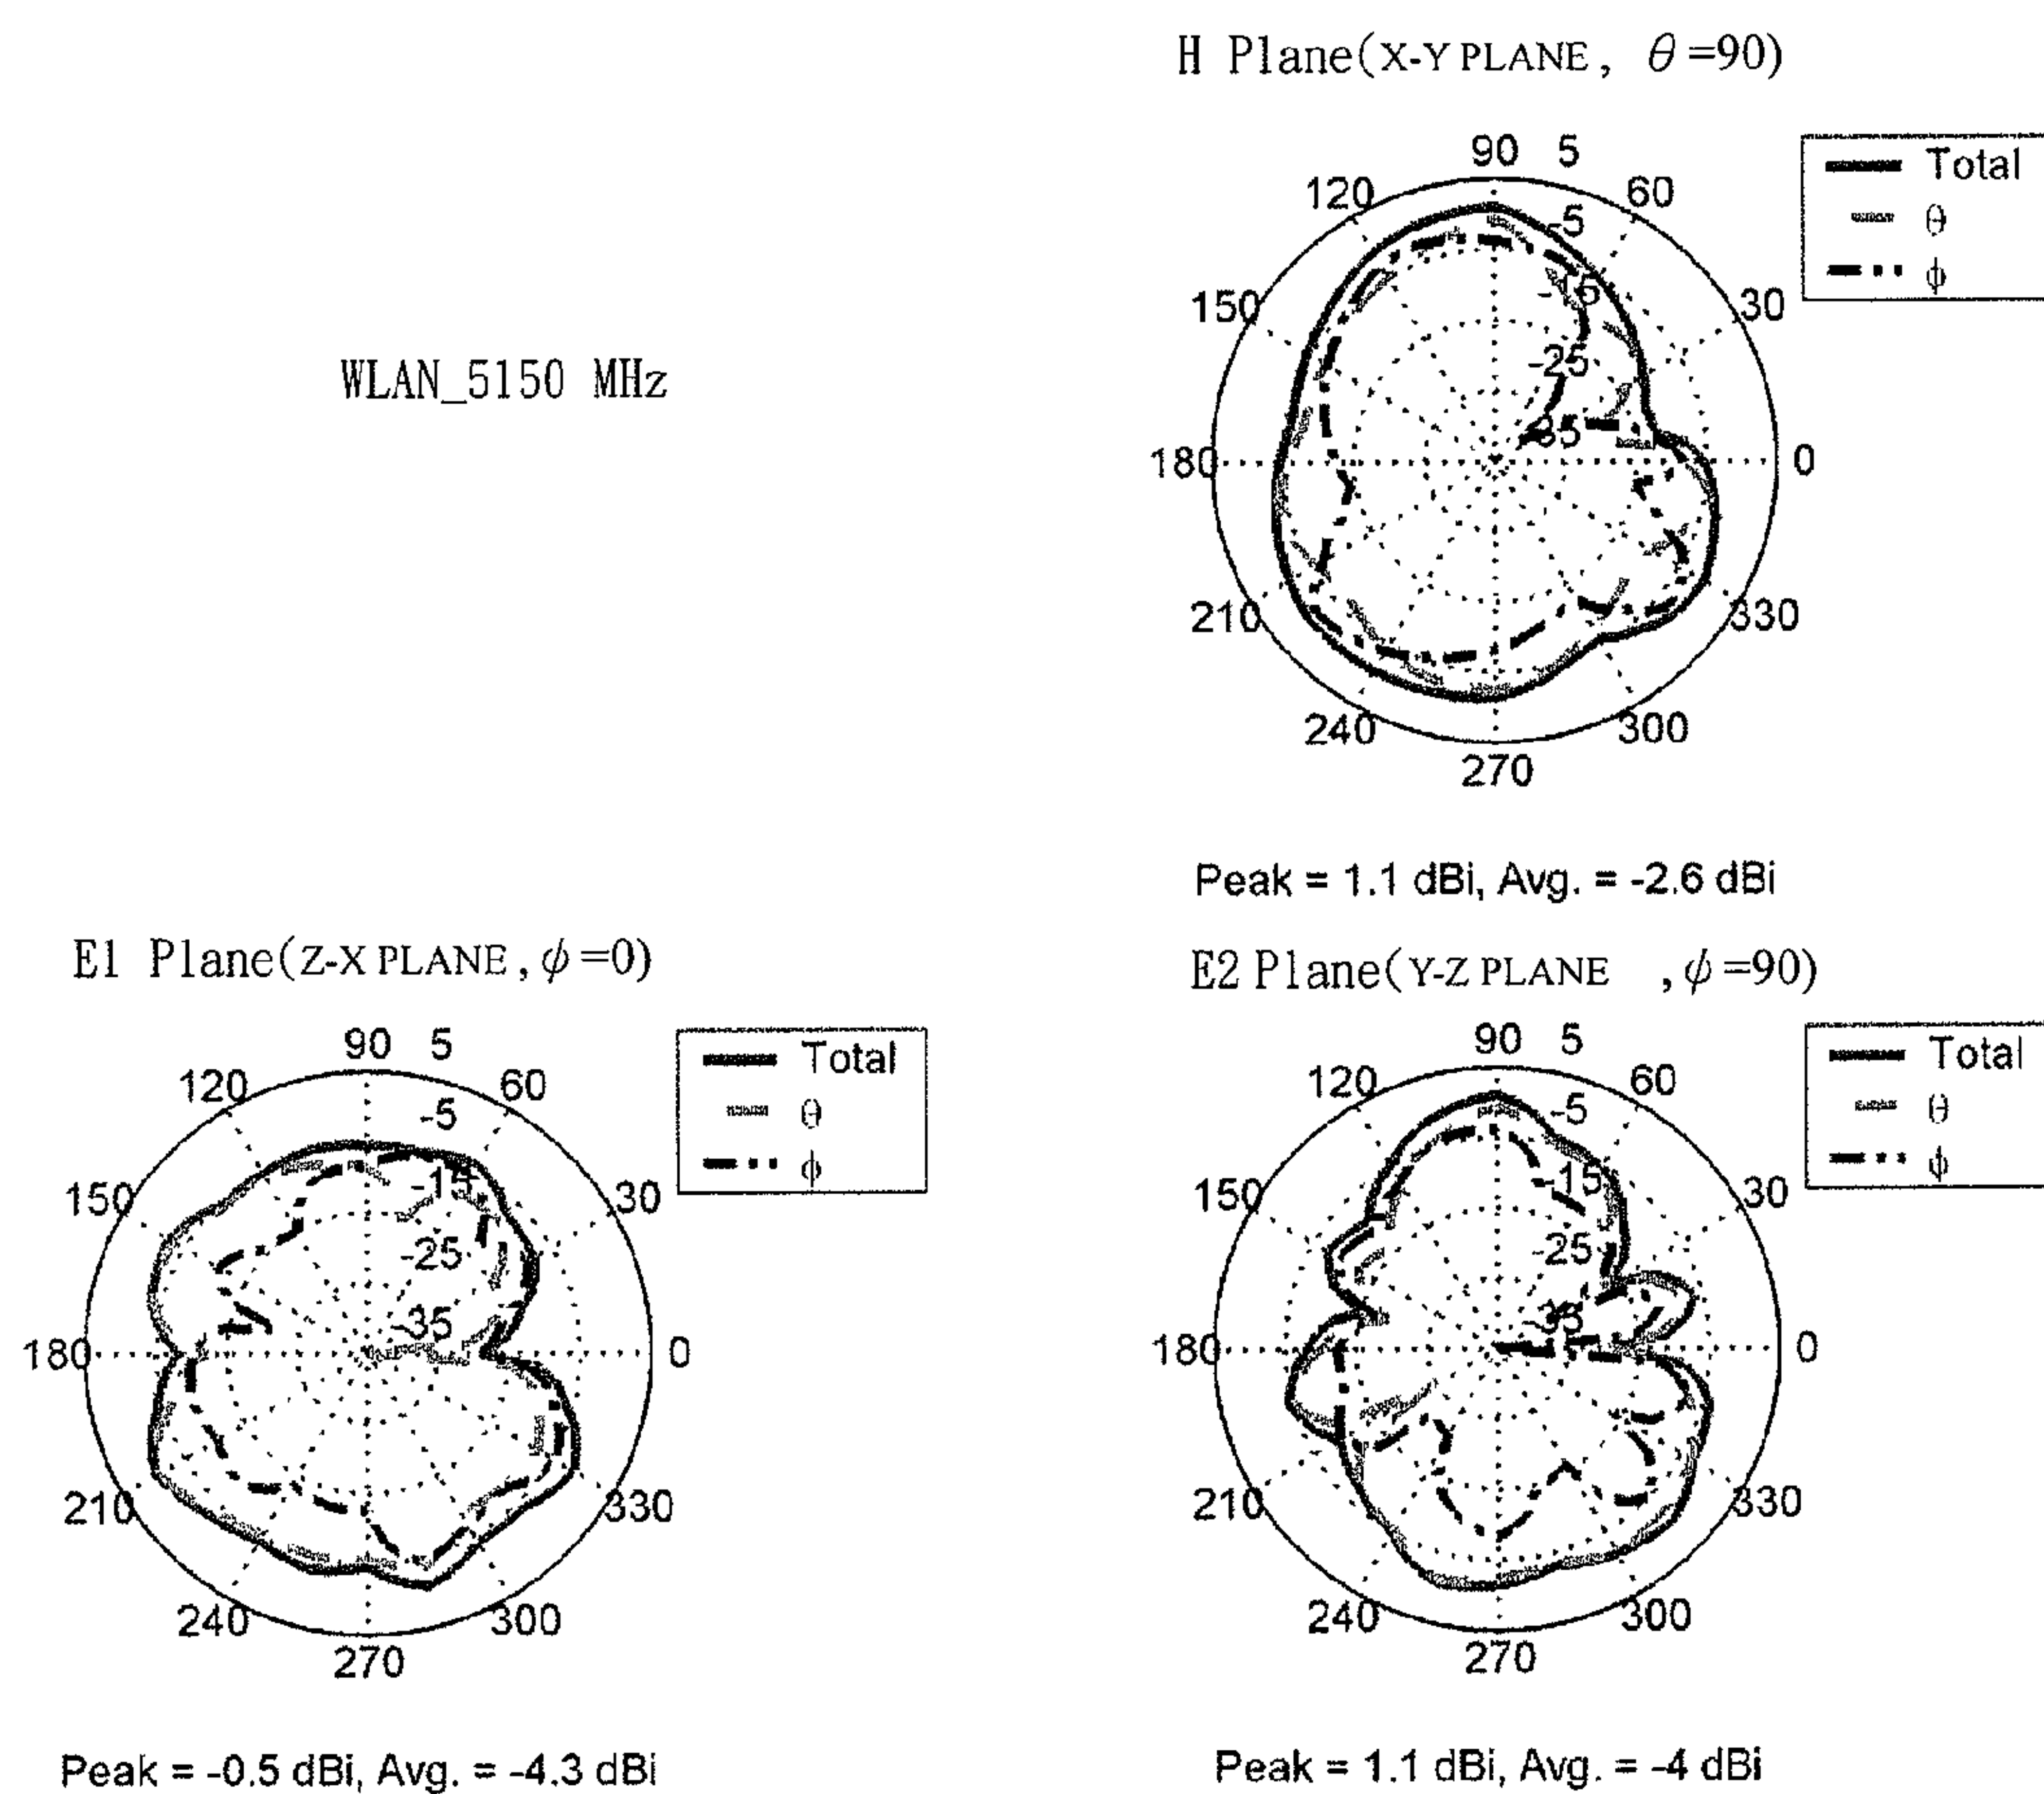 H Plane(X-Y PLANE, θ=90)
90 5
120 60
-5
-15
150 30
-25
-35
180 0
210 330
240 300
270
Total
θ
ϕ
WLAN_5150 MHz
Peak = 1.1 dBi, Avg. = -2.6 dBi
E1 Plane(Z-X PLANE, ϕ=0)
90 5
120 60
-5
150 -15 30
-25
-35
180 0
210 330
240 300
270
Total
θ
ϕ
Peak = -0.5 dBi, Avg. = -4.3 dBi
E2 Plane(Y-Z PLANE ,ϕ=90)
90 5
120 60
-5
150 -15 30
-25
-35
180 0
210 330
240 300
270
Total
θ
ϕ
Peak = 1.1 dBi, Avg. = -4 dBi